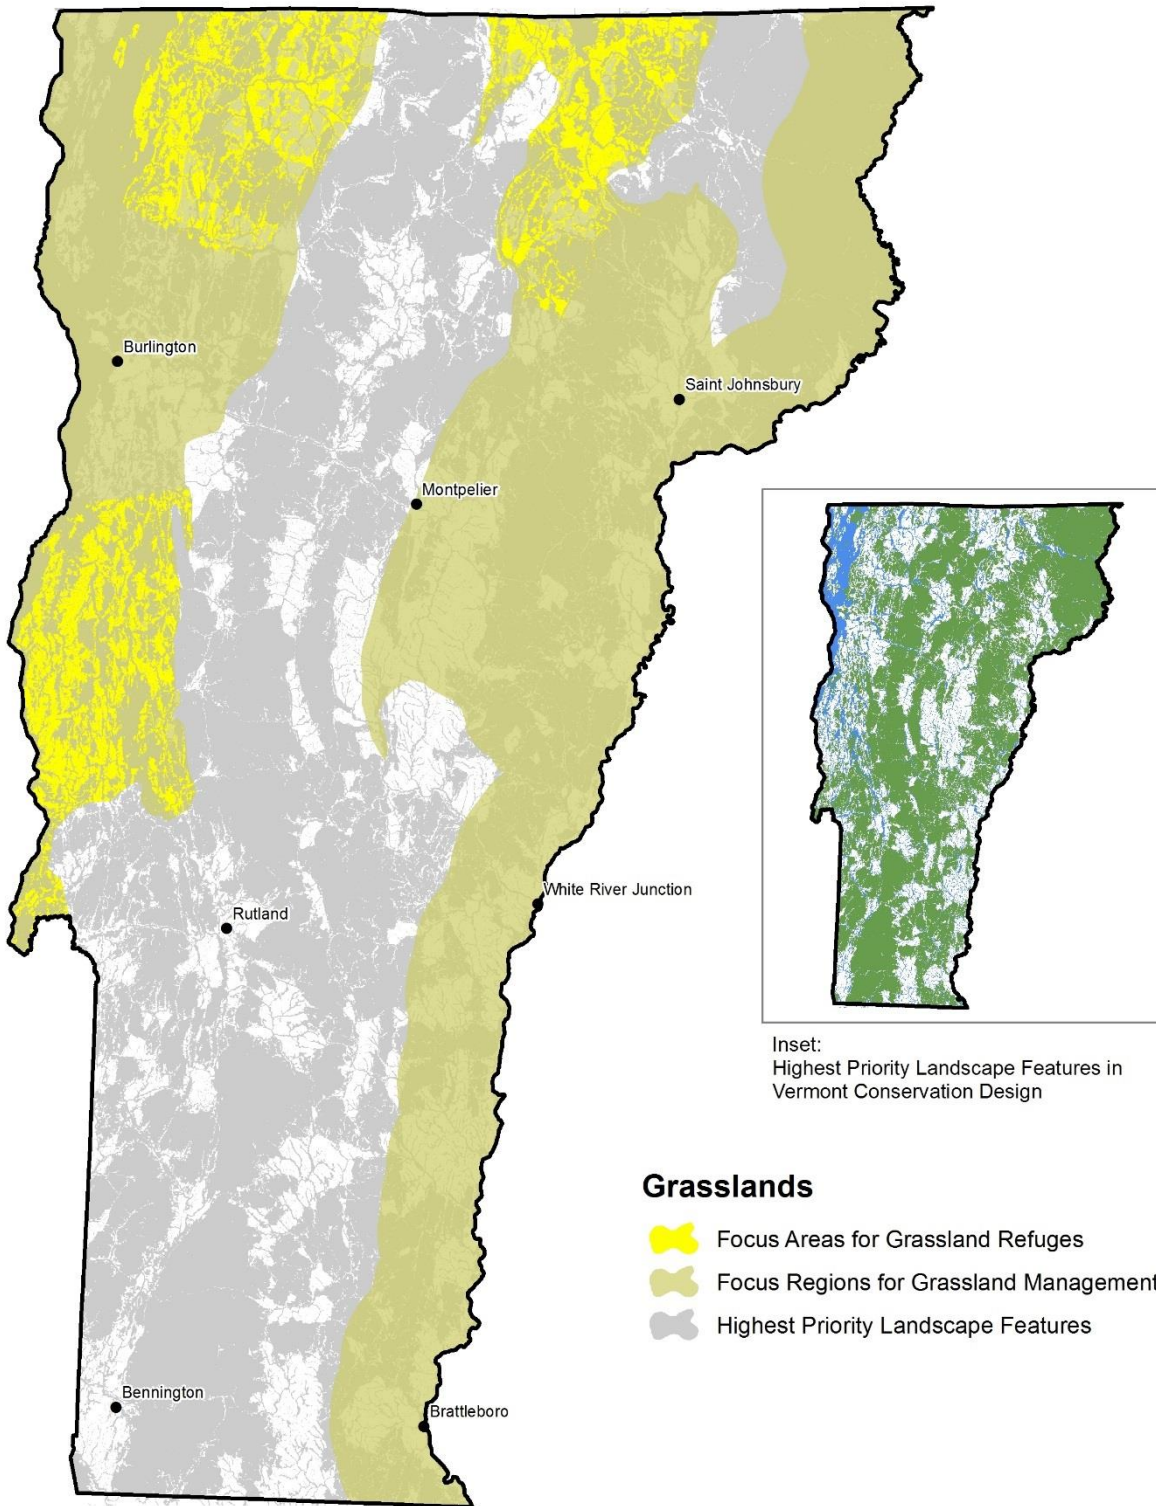 Burlington
Saint Johnsbury
Montpelier
White River Junction
Rutland
Bennington
Brattleboro
Inset:
Highest Priority Landscape Features in
Vermont Conservation Design
Grasslands
Focus Areas for Grassland Refuges
Focus Regions for Grassland Management
Highest Priority Landscape Features